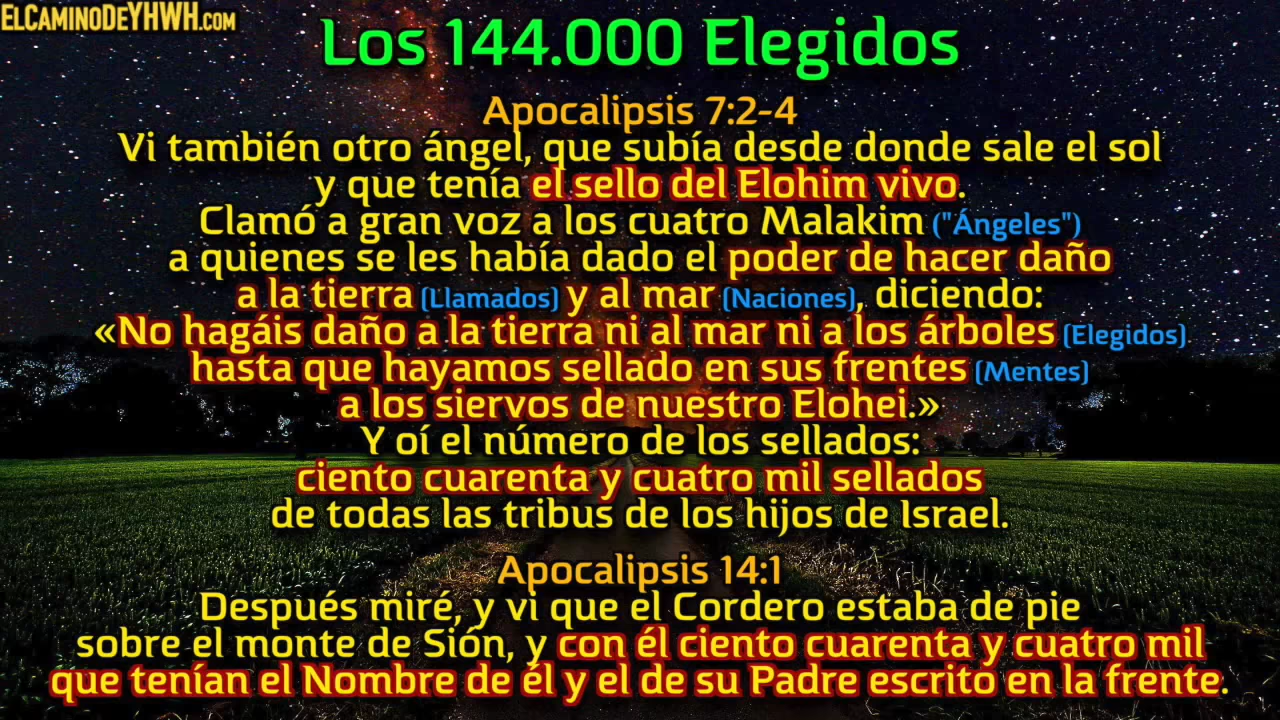 ELCAMINODEYHWH.COM
Los 144.000 Elegidos
Apocalipsis 7:2-4
Vi también otro ángel, que subía desde donde sale el sol
y que tenía el sello del Elohim vivo.
Clamó a gran voz a los cuatro Malakim ("Ángeles")
a quienes se les había dado el poder de hacer daño
a la tierra (Llamados) y al mar (Naciones), diciendo:
«No hagáis daño a la tierra ni al mar ni a los árboles (Elegidos)
hasta que hayamos sellado en sus frentes (Mentes)
a los siervos de nuestro Elohei.»
Y oí el número de los sellados:
ciento cuarenta y cuatro mil sellados
de todas las tribus de los hijos de Israel.
Apocalipsis 14:1
Después miré, y vi que el Cordero estaba de pie
sobre el monte de Sión, y con él ciento cuarenta y cuatro mil
que tenían el Nombre de él y el de su Padre escrito en la frente.